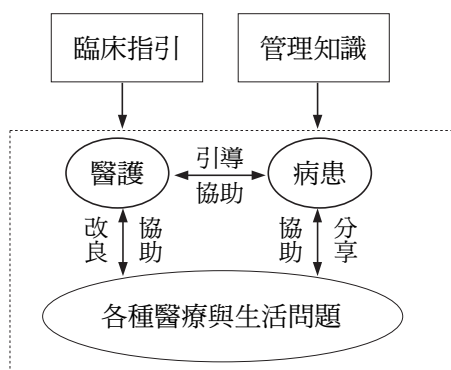 臨床指引
管理知識
醫護
引導
協助
病患
改良
協助
協助
分享
各種醫療與生活問題